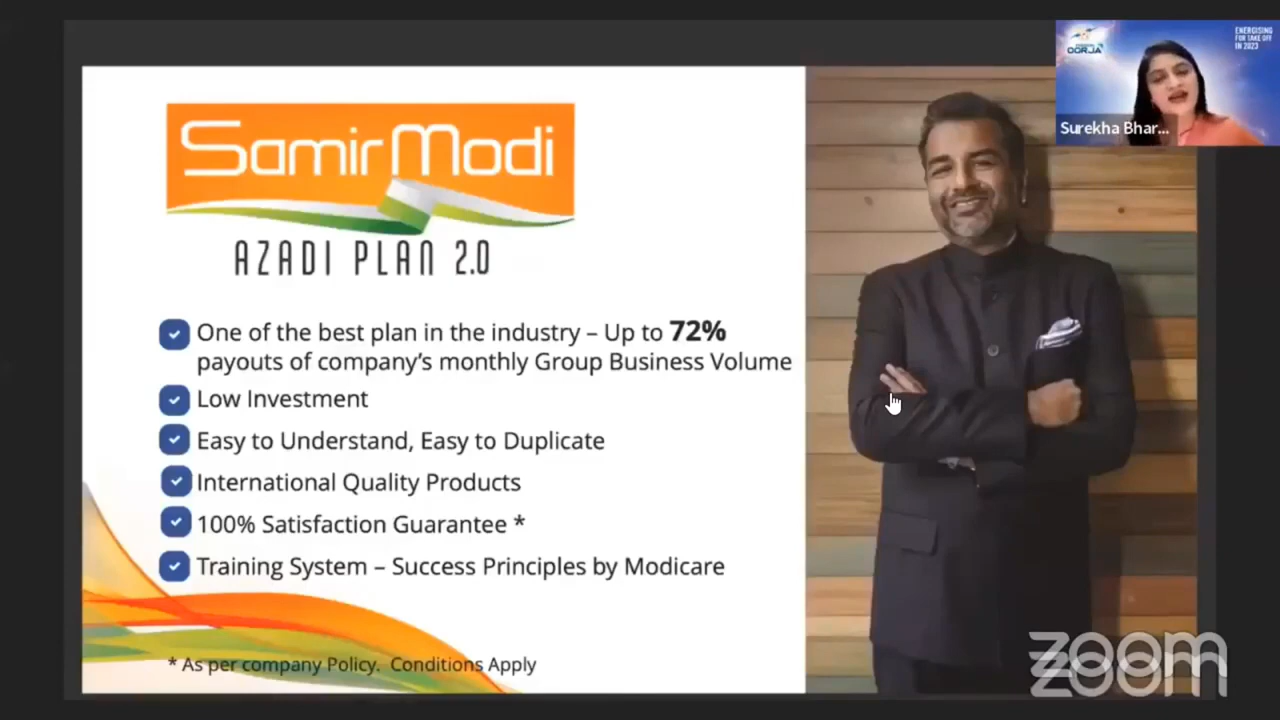 SamirModi
AZADI PLAN 2.0
One of the best plan in the industry – Up to 72%
payouts of company's monthly Group Business Volume
Low Investment
Easy to Understand, Easy to Duplicate
International Quality Products
100% Satisfaction Guarantee *
Training System – Success Principles by Modicare
* As per company Policy. Conditions Apply
OORJA
ENERGISING
FOR TAKE OFF
IN 2023
Surekha Bhar...
zoom
zoom